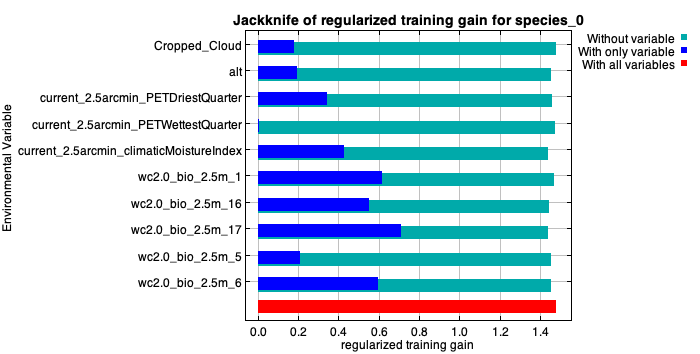 Jackknife of regularized training gain for species_0
Without variable
With only variable
With all variables
Environmental Variable
Cropped_Cloud
alt
current_2.5arcmin_PETDriestQuarter
current_2.5arcmin_PETWettestQuarter
current_2.5arcmin_climaticMoistureIndex
wc2.0_bio_2.5m_1
wc2.0_bio_2.5m_16
wc2.0_bio_2.5m_17
wc2.0_bio_2.5m_5
wc2.0_bio_2.5m_6
0.0 0.2 0.4 0.6 0.8 1.0 1.2 1.4
regularized training gain